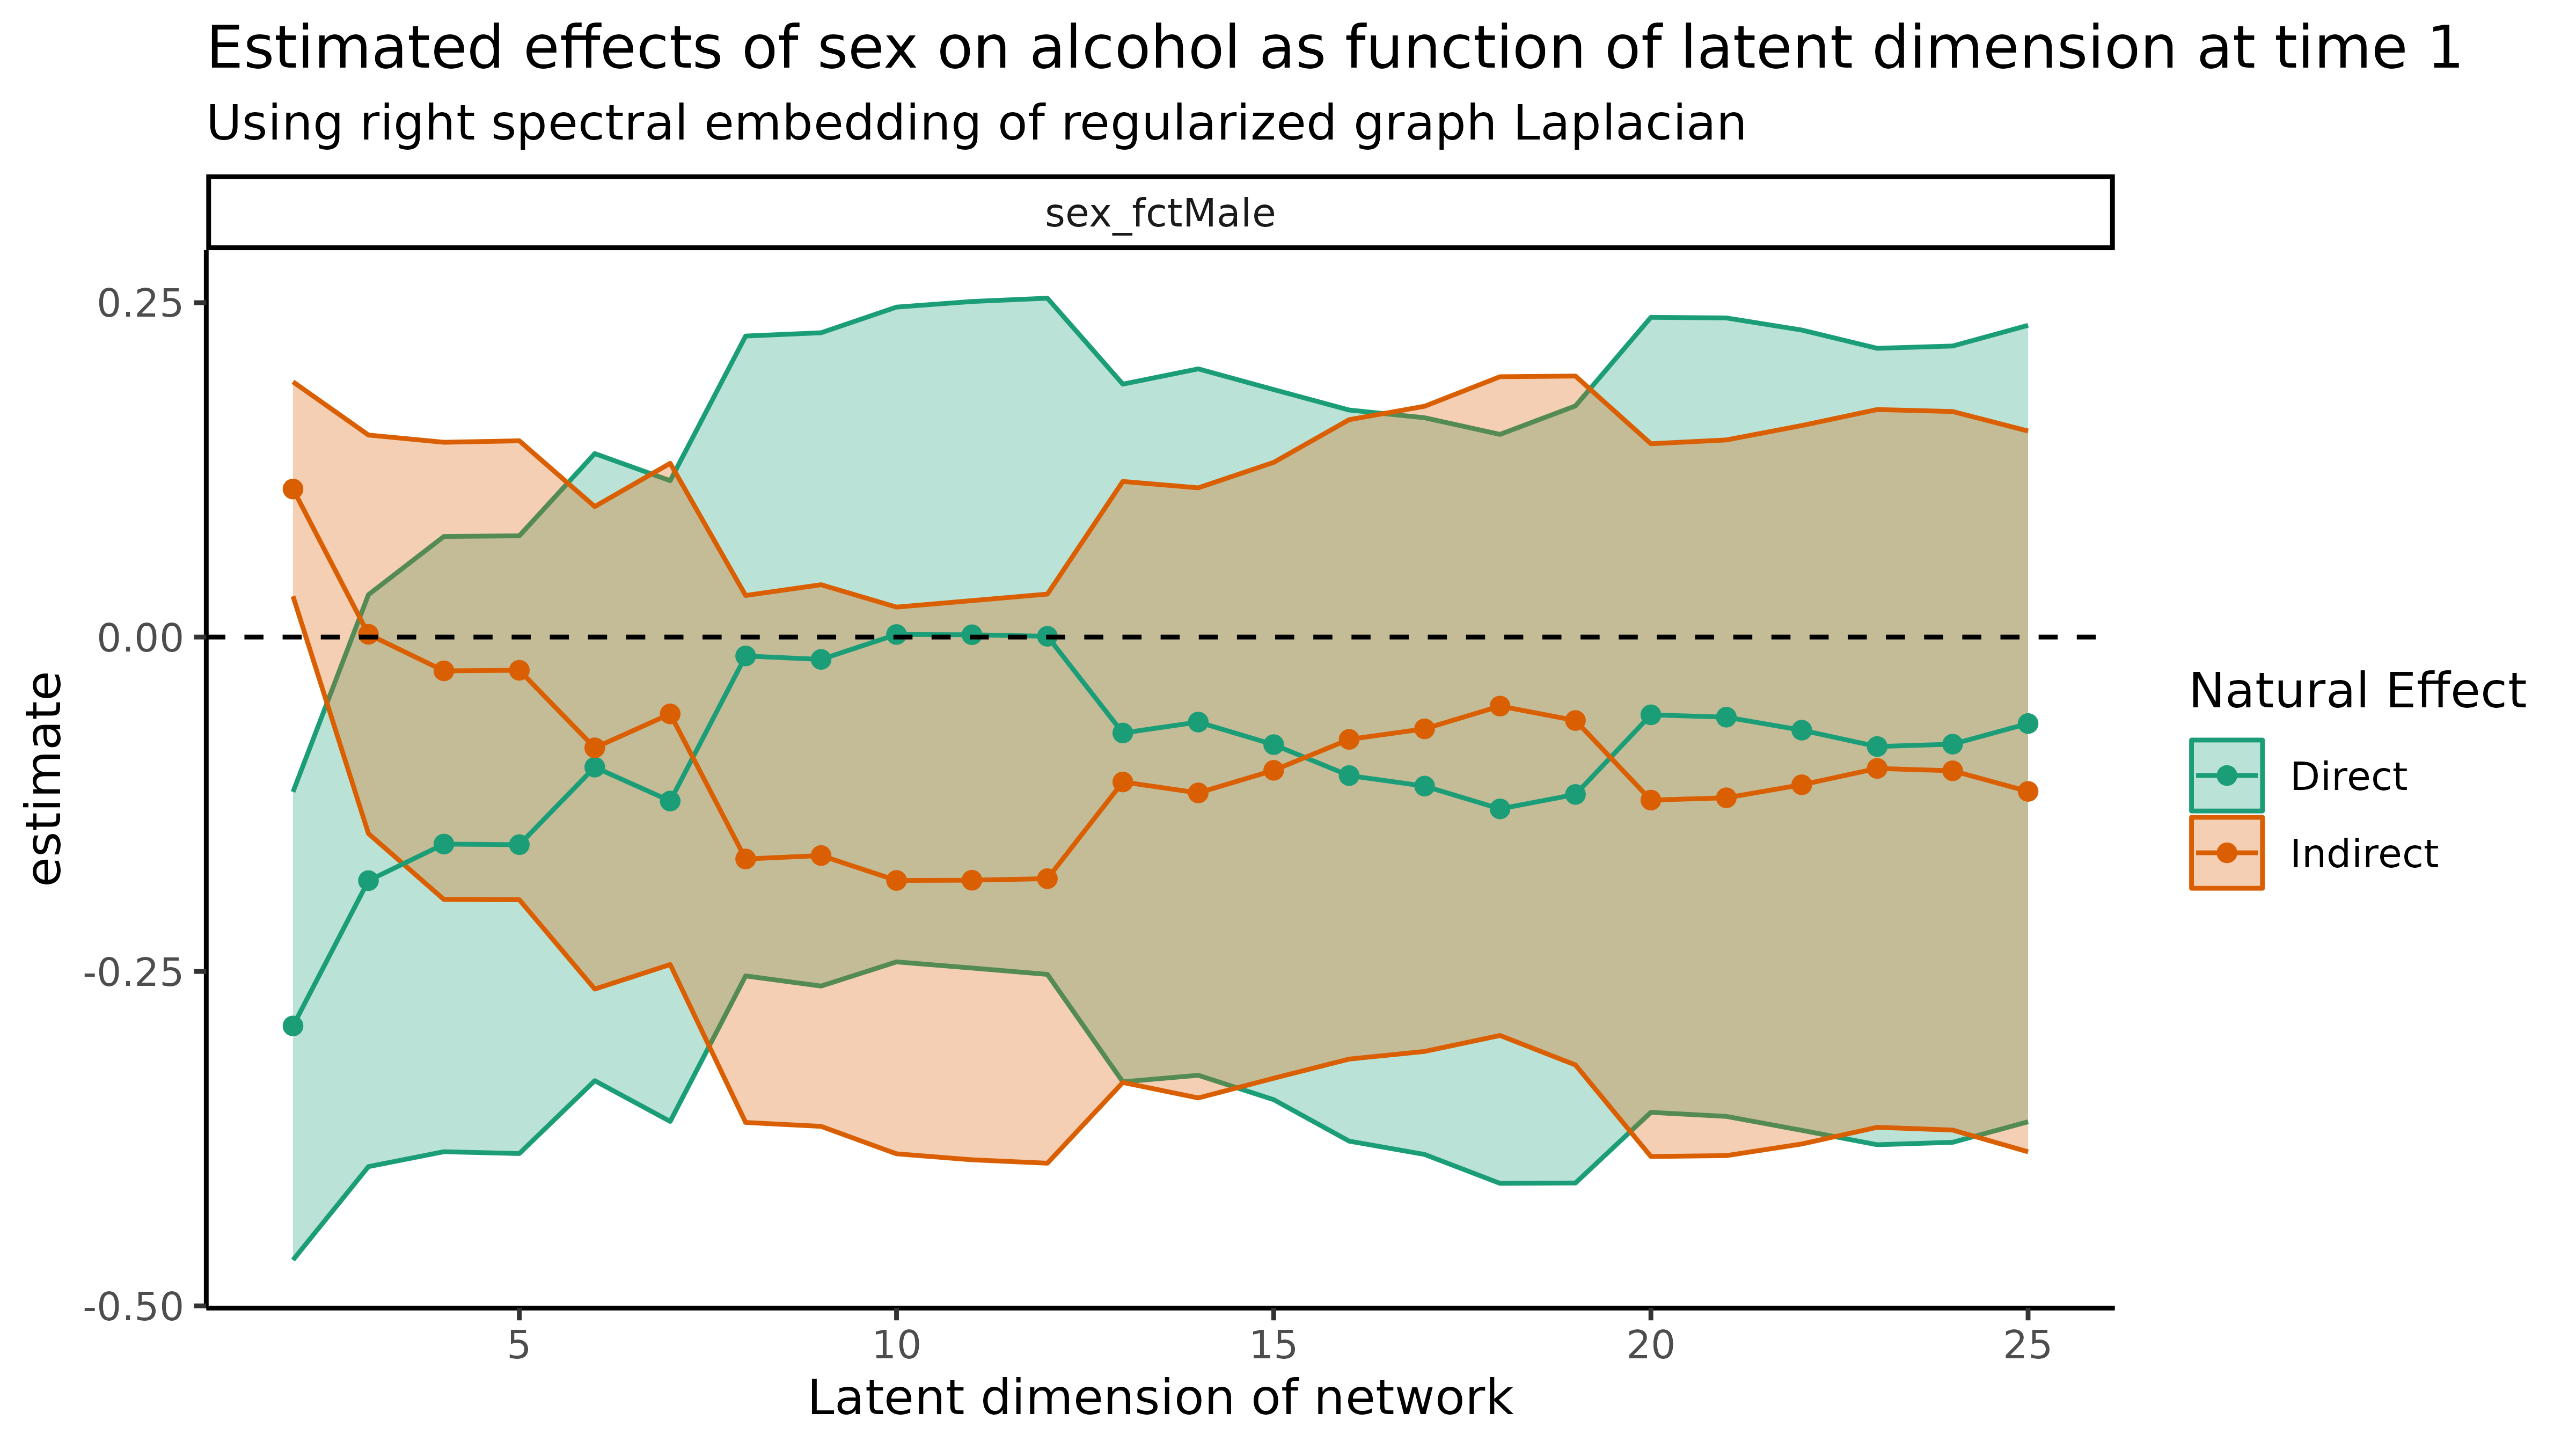 Estimated effects of sex on alcohol as function of latent dimension at time 1
Using right spectral embedding of regularized graph Laplacian
sex_fctMale
0.25
0.00
-0.25
-0.50
estimate
5 10 15 20 25
Latent dimension of network
Natural Effect
Direct
Indirect